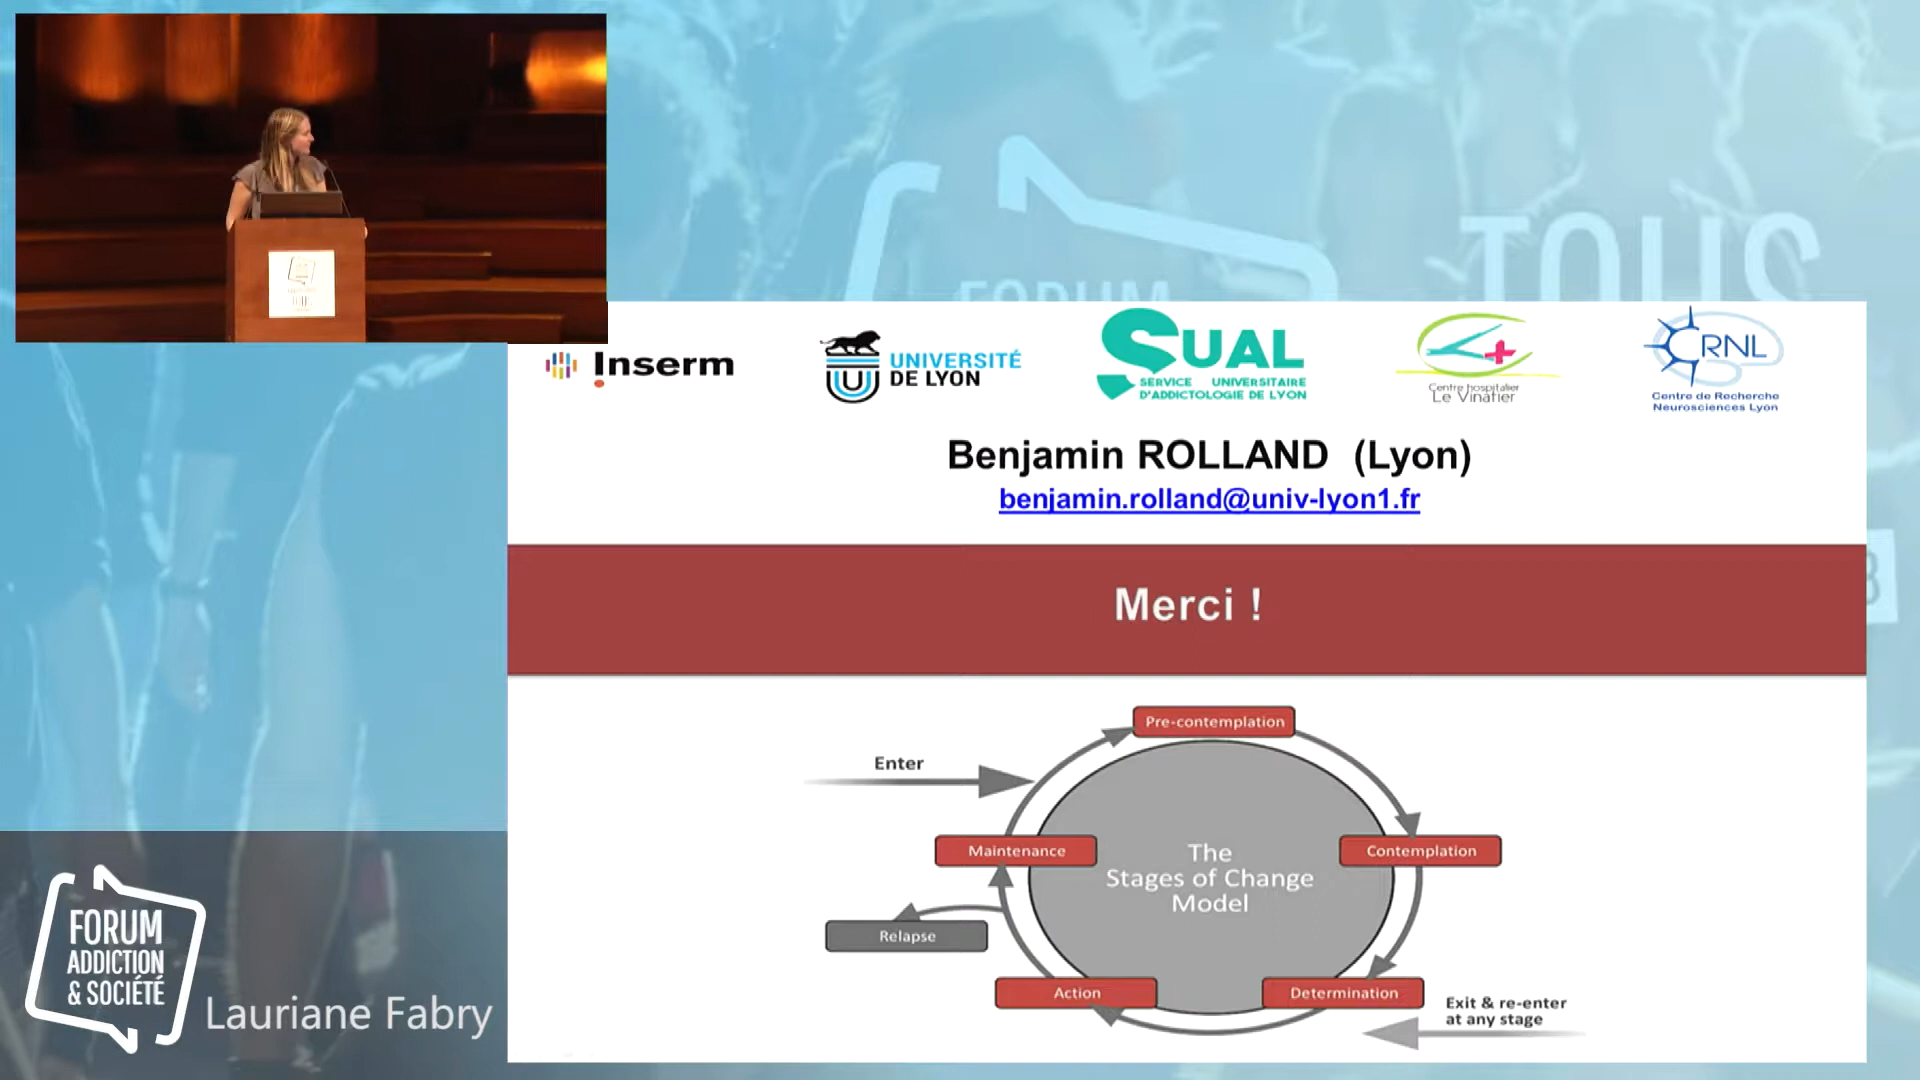 FORUM
TOUS
Inserm
UNIVERSITÉ
DE LYON
SUAL
SERVICE UNIVERSITAIRE
D'ADDICTOLOGIE DE LYON
Centre hospitalier
Le Vinatier
CRNL
Centre de Recherche
Neurosciences Lyon
Benjamin ROLLAND (Lyon)
benjamin.rolland@univ-lyon1.fr
Merci !
Pre-contemplation
Enter
Maintenance
Contemplation
The
Stages of Change
Model
Relapse
Action
Determination
Exit & re-enter
at any stage
FORUM
ADDICTION
& SOCIÉTÉ
Lauriane Fabry